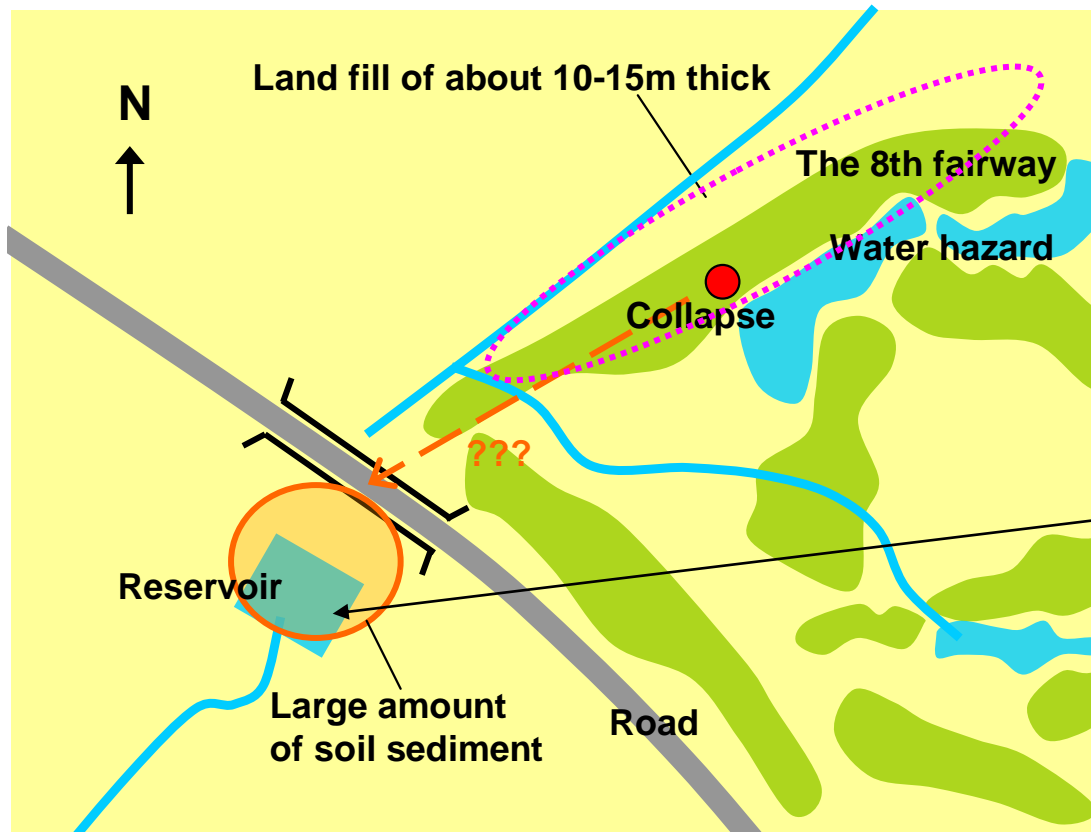 Land fill of about 10-15m thick
N
The 8th fairway
Water hazard
Collapse
???
Reservoir
Large amount
of soil sediment
Road